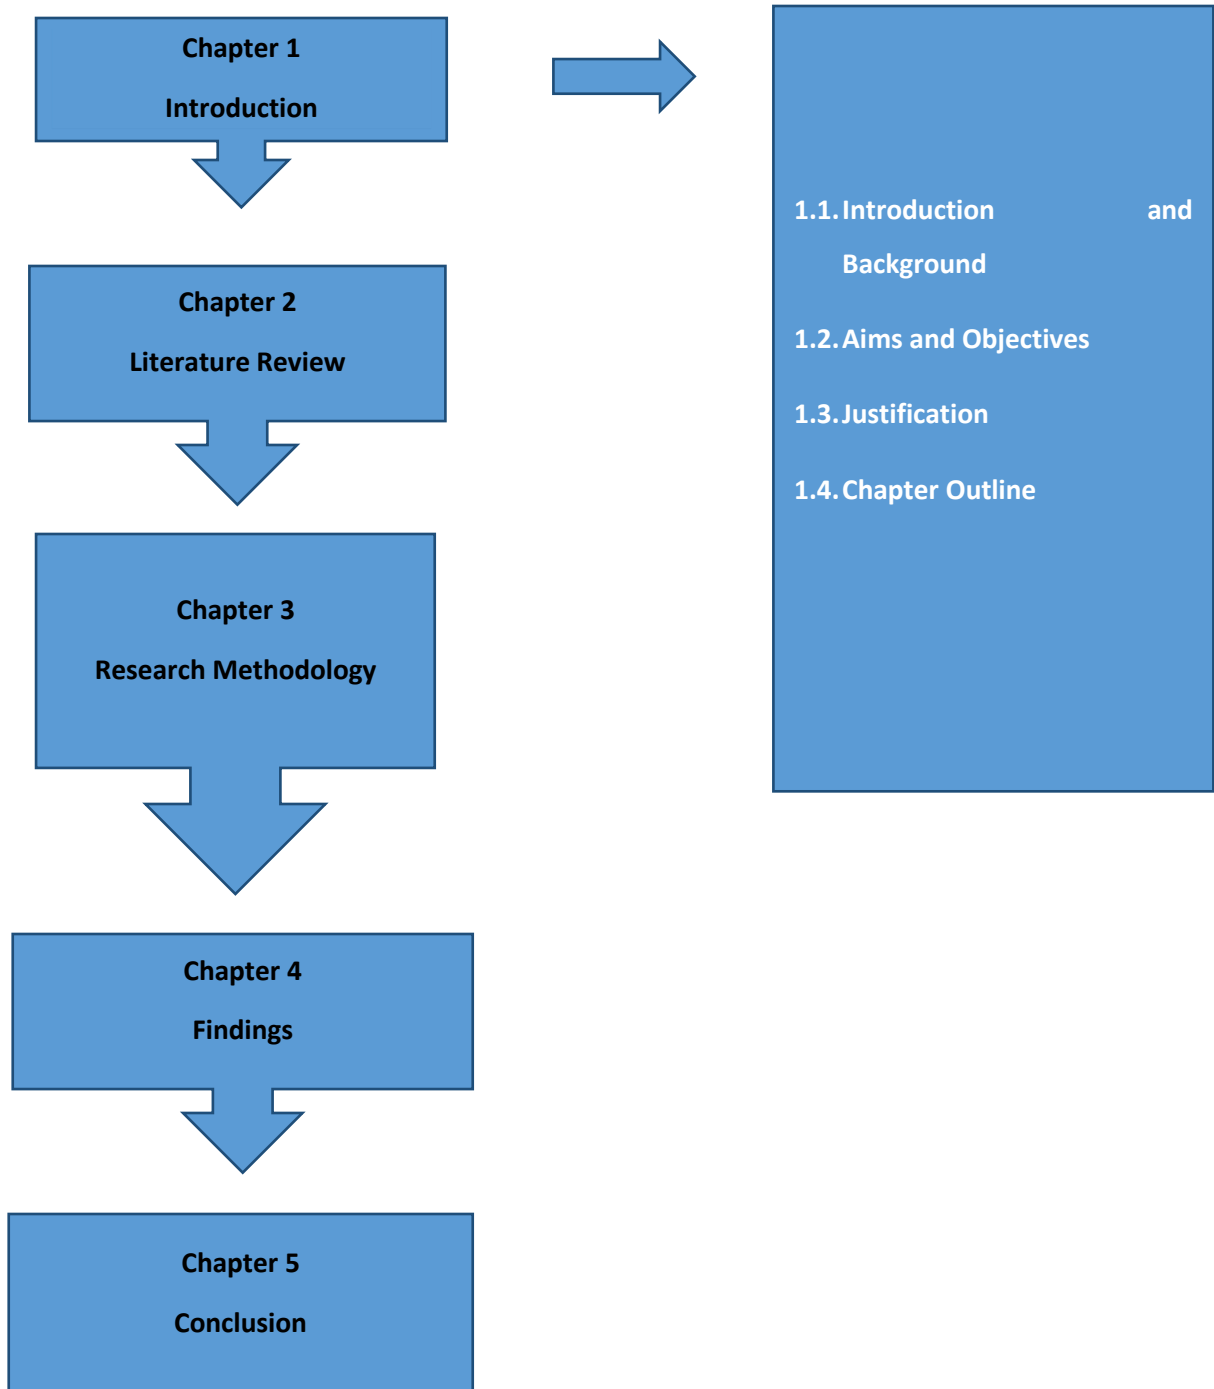 Chapter 1
Introduction
1.1. Introduction and
Background
1.2. Aims and Objectives
1.3. Justification
1.4. Chapter Outline
Chapter 2
Literature Review
Chapter 3
Research Methodology
Chapter 4
Findings
Chapter 5
Conclusion